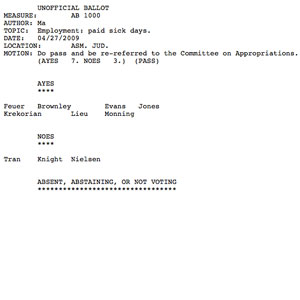 UNOFFICIAL BALLOT
MEASURE: AB 1000
AUTHOR: Ma
TOPIC: Employment: paid sick days.
DATE: 04/27/2009
LOCATION: ASM. JUD.
MOTION: Do pass and be re-referred to the Committee on Appropriations.
(AYES 7. NOES 3.) (PASS)
AYES
****
Feuer Brownley Evans Jones
Krekorian Lieu Monning
NOES
****
Tran Knight Nielsen
ABSENT, ABSTAINING, OR NOT VOTING
*********************************